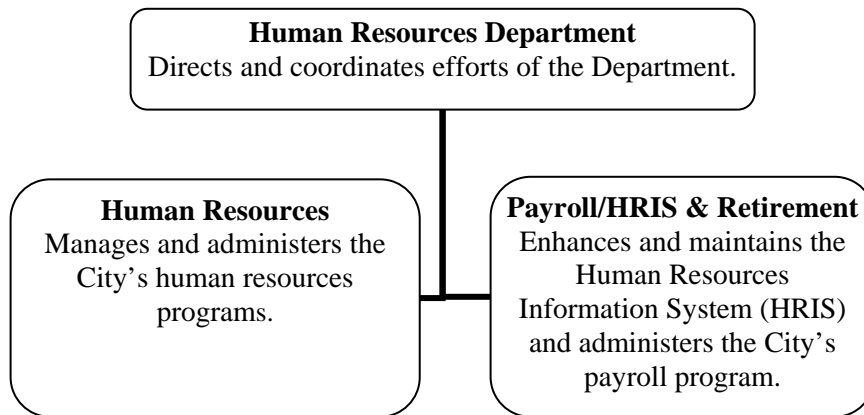 Human Resources Department
Directs and coordinates efforts of the Department.
Human Resources
Manages and administers the
City’s human resources
programs.
Payroll/HRIS & Retirement
Enhances and maintains the
Human Resources
Information System (HRIS)
and administers the City’s
payroll program.